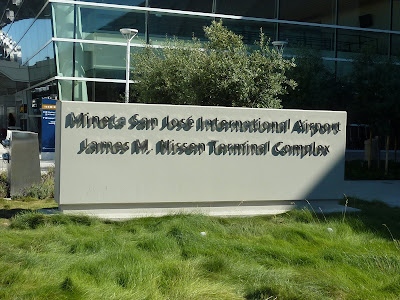 Mineta San José International Airport
James M. Nissen Terminal Complex